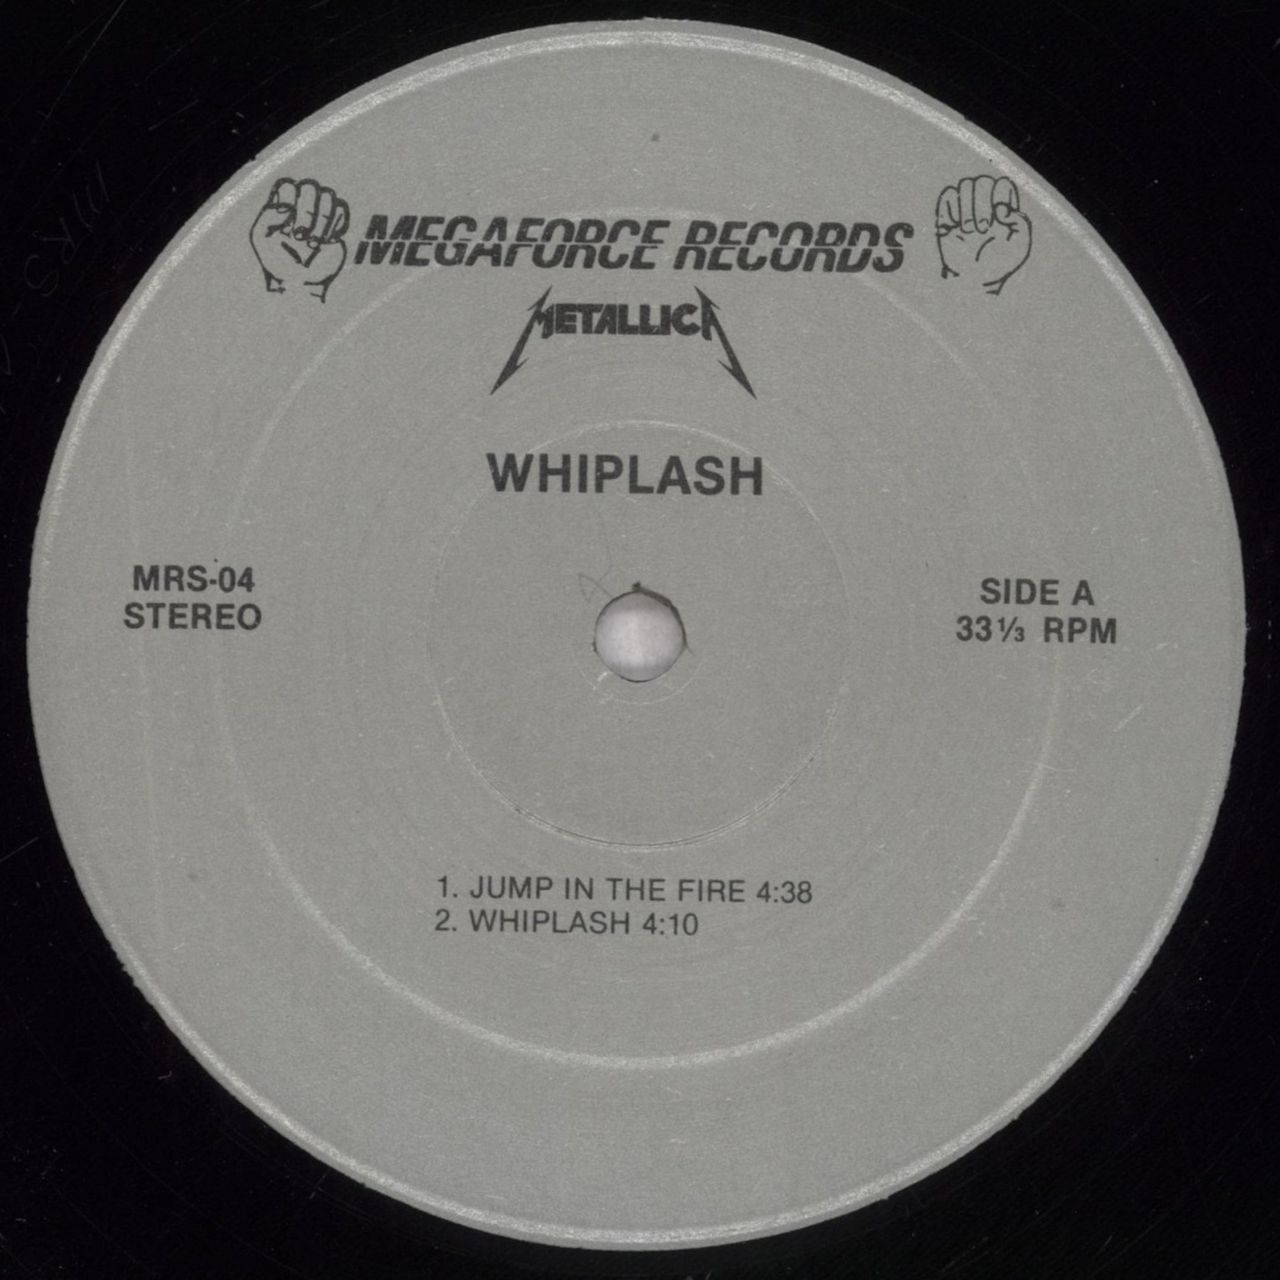 MEGAFORCE RECORDS
METALLICA
WHIPLASH
MRS-04
STEREO
SIDE A
33⅓ RPM
1. JUMP IN THE FIRE 4:38
2. WHIPLASH 4:10
MRS